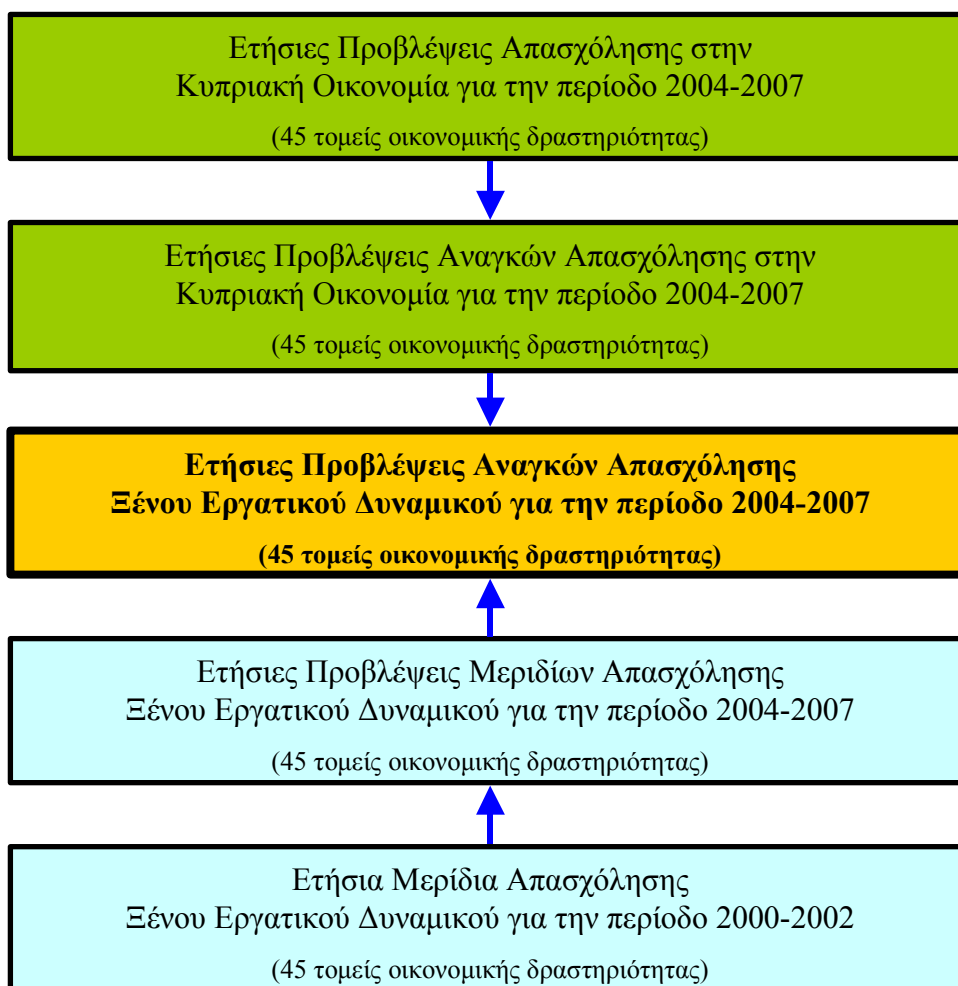 Ετήσιες Προβλέψεις Απασχόλησης στην
Κυπριακή Οικονομία για την περίοδο 2004-2007
(45 τομείς οικονομικής δραστηριότητας)
Ετήσιες Προβλέψεις Αναγκών Απασχόλησης στην
Κυπριακή Οικονομία για την περίοδο 2004-2007
(45 τομείς οικονομικής δραστηριότητας)
Ετήσιες Προβλέψεις Αναγκών Απασχόλησης
Ξένου Εργατικού Δυναμικού για την περίοδο 2004-2007
(45 τομείς οικονομικής δραστηριότητας)
Ετήσιες Προβλέψεις Μεριδίων Απασχόλησης
Ξένου Εργατικού Δυναμικού για την περίοδο 2004-2007
(45 τομείς οικονομικής δραστηριότητας)
Ετήσια Μερίδια Απασχόλησης
Ξένου Εργατικού Δυναμικού για την περίοδο 2000-2002
(45 τομείς οικονομικής δραστηριότητας)